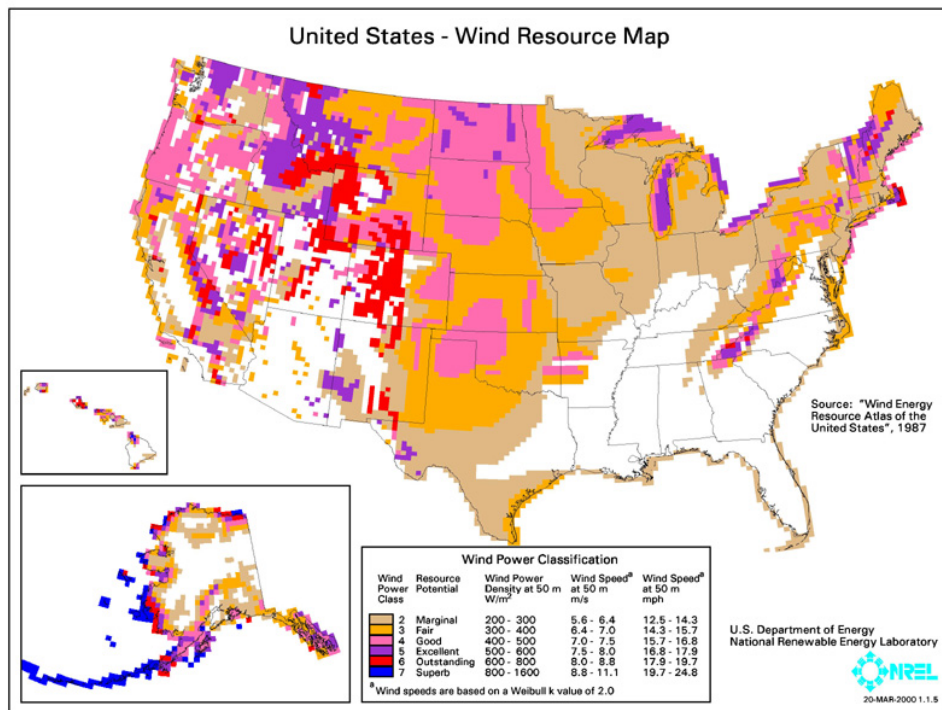 United States - Wind Resource Map
Source: "Wind Energy
Resource Atlas of the
United States", 1987
Wind Power Classification
Wind Power Class Resource Potential Wind Power Density at 50 m W/m² Wind Speedᵃ at 50 m m/s Wind Speedᵃ at 50 m mph
2 Marginal 200 - 300 5.6 - 6.4 12.5 - 14.3
3 Fair 300 - 400 6.4 - 7.0 14.3 - 15.7
4 Good 400 - 500 7.0 - 7.5 15.7 - 16.8
5 Excellent 500 - 600 7.5 - 8.0 16.8 - 17.9
6 Outstanding 600 - 800 8.0 - 8.8 17.9 - 19.7
7 Superb 800 - 1600 8.8 - 11.1 19.7 - 24.8
ᵃ Wind speeds are based on a Weibull k value of 2.0
U.S. Department of Energy
National Renewable Energy Laboratory
NREL
20-MAR-2000 1.1.5